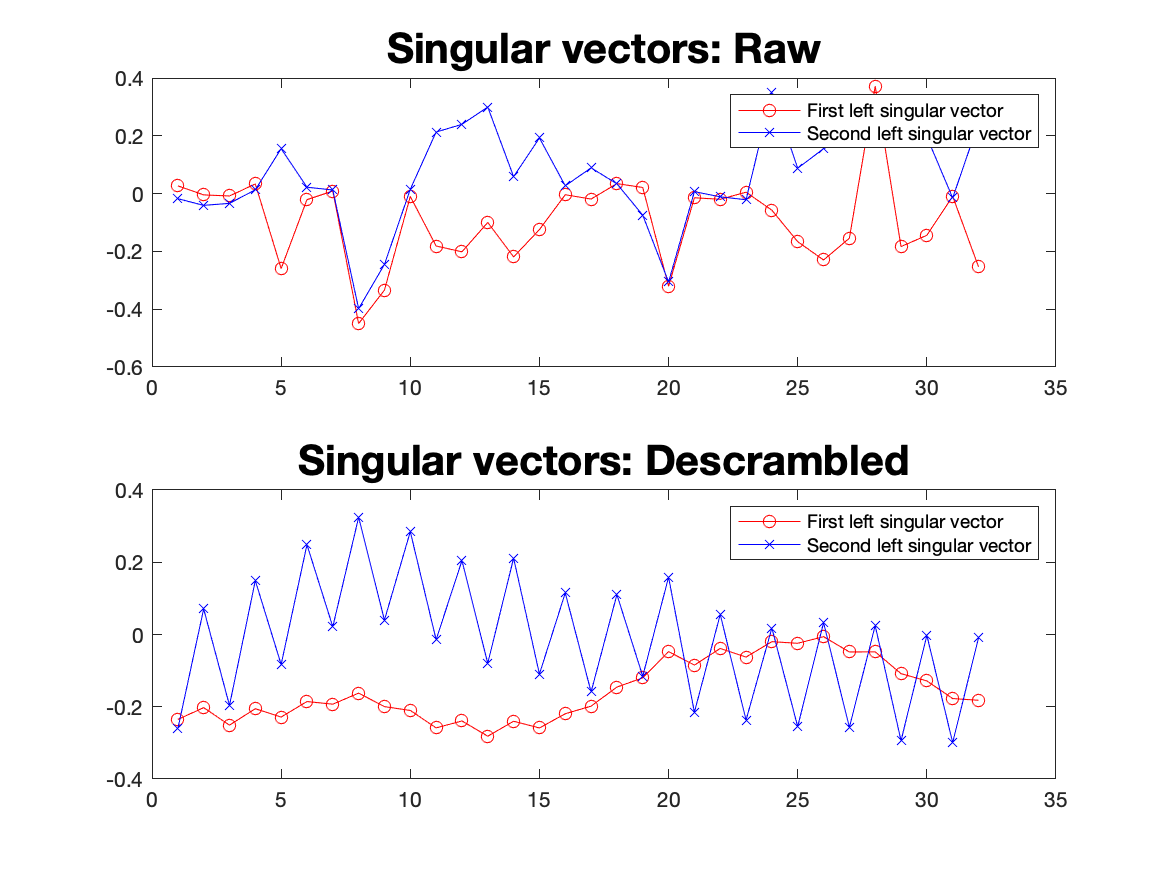 Singular vectors: Raw
0.4
0.2
0
-0.2
-0.4
-0.6
First left singular vector
Second left singular vector
0 5 10 15 20 25 30 35
Singular vectors: Descrambled
0.4
0.2
0
-0.2
-0.4
First left singular vector
Second left singular vector
0 5 10 15 20 25 30 35